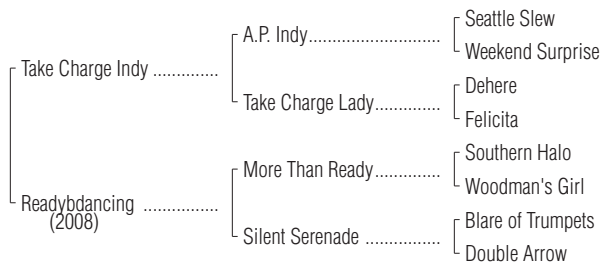 Seattle Slew
A.P. Indy..............................
Weekend Surprise
Take Charge Indy ...............
Dehere
Take Charge Lady...............
Felicita
Southern Halo
More Than Ready...............
Woodman's Girl
Readybdancing .................
(2008)
Blare of Trumpets
Silent Serenade .................
Double Arrow